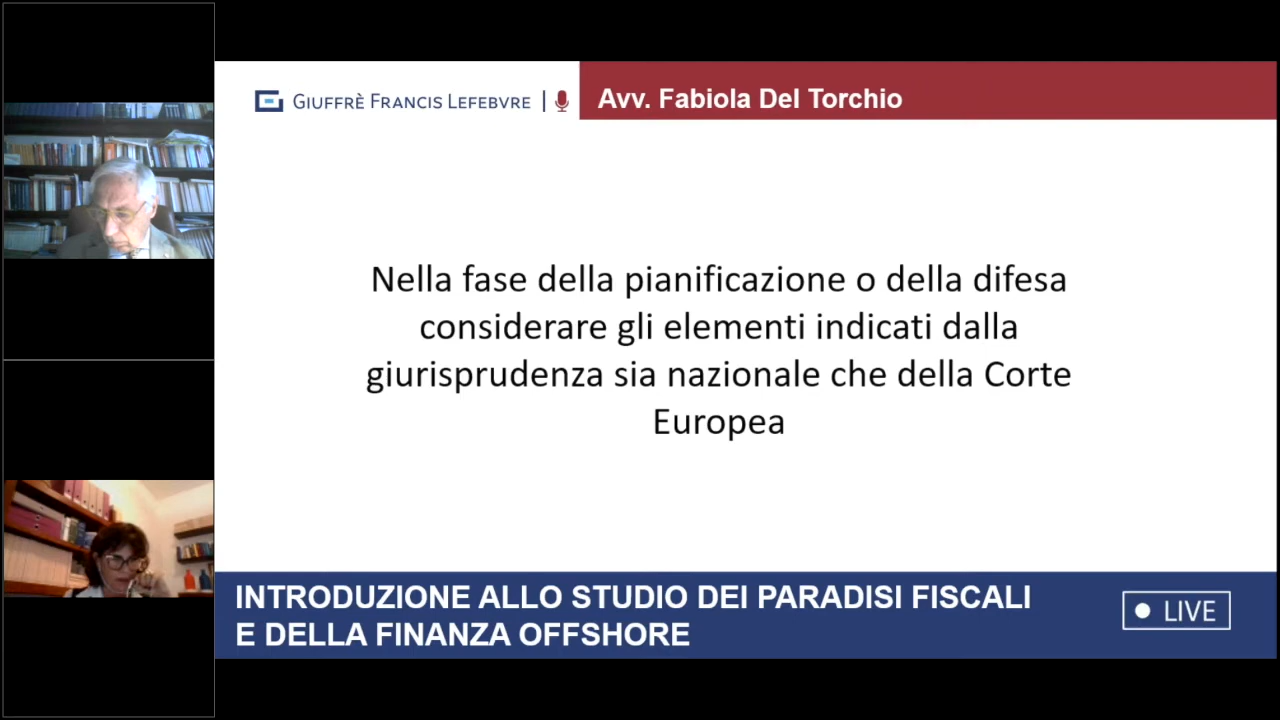 GIUFFRÈ FRANCIS LEFEBVRE
Avv. Fabiola Del Torchio
Nella fase della pianificazione o della difesa
considerare gli elementi indicati dalla
giurisprudenza sia nazionale che della Corte
Europea
INTRODUZIONE ALLO STUDIO DEI PARADISI FISCALI
E DELLA FINANZA OFFSHORE
LIVE